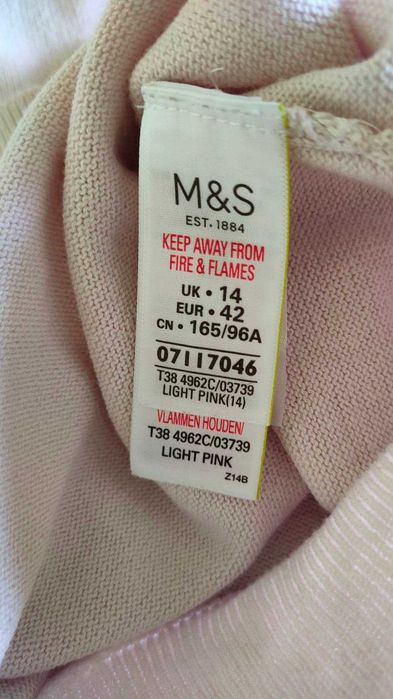 M&S
EST. 1884
KEEP AWAY FROM
FIRE & FLAMES
UK • 14
EUR • 42
CN • 165/96A
07117046
T38 4962C/03739
LIGHT PINK(14)
VLAMMEN HOUDEN/
T38 4962C/03739
LIGHT PINK
Z14B